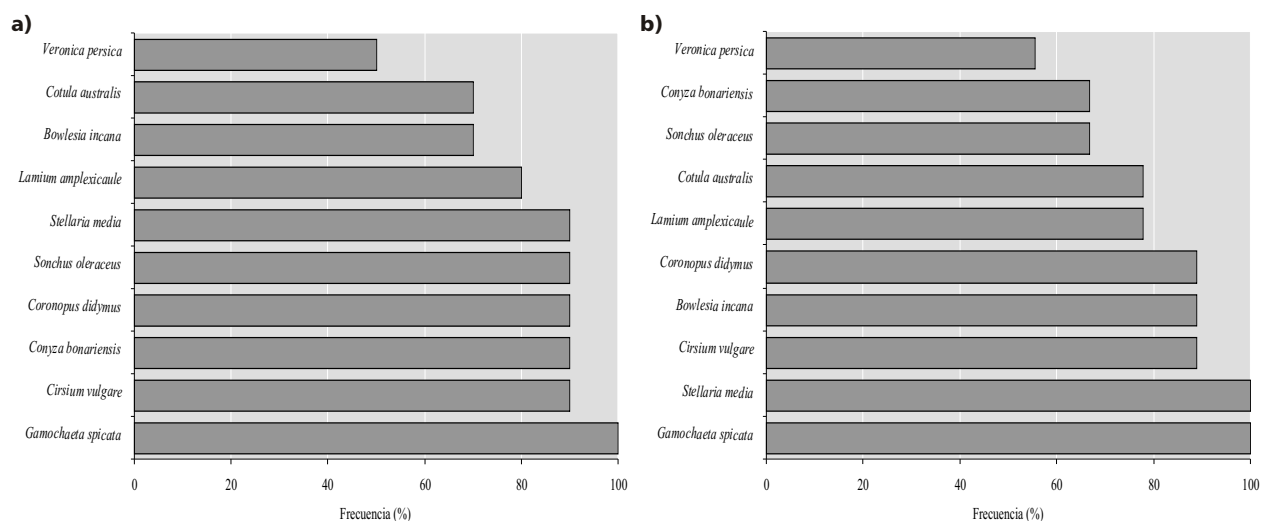 a)
Veronica persica
Cotula australis
Bowlesia incana
Lamium amplexicaule
Stellaria media
Sonchus oleraceus
Coronopus didymus
Conyza bonariensis
Cirsium vulgare
Gamochaeta spicata
0 20 40 60 80 100
Frecuencia (%)
b)
Veronica persica
Conyza bonariensis
Sonchus oleraceus
Cotula australis
Lamium amplexicaule
Coronopus didymus
Bowlesia incana
Cirsium vulgare
Stellaria media
Gamochaeta spicata
0 20 40 60 80 100
Frecuencia (%)